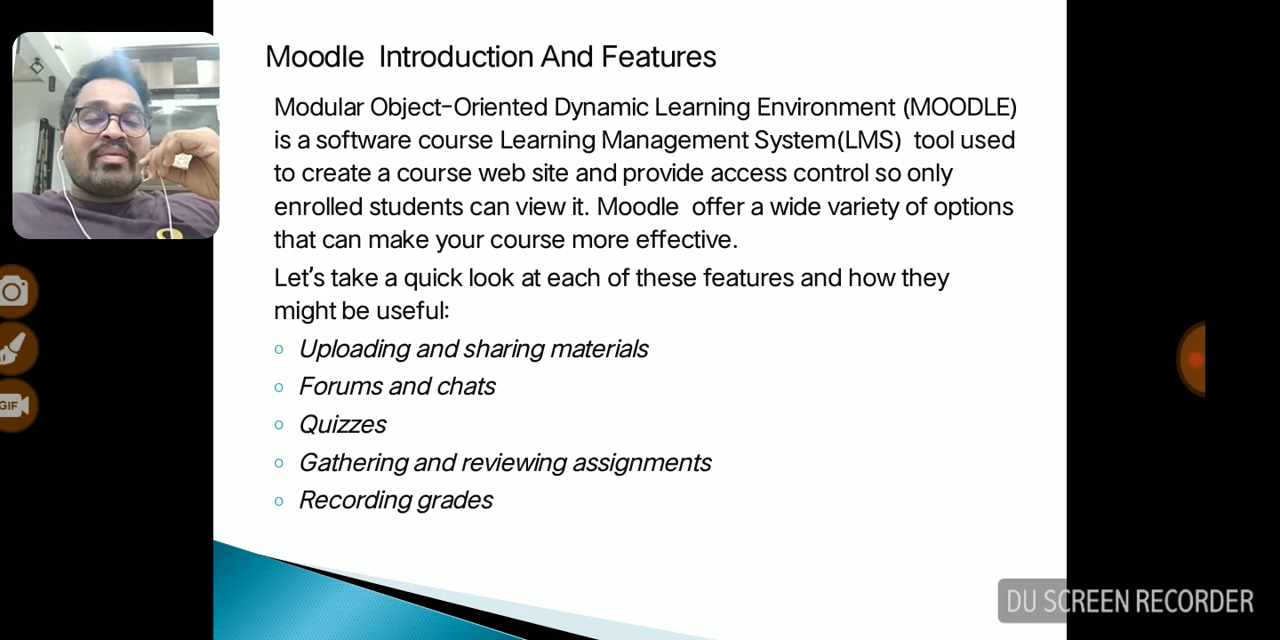 Moodle Introduction And Features
Modular Object-Oriented Dynamic Learning Environment (MOODLE)
is a software course Learning Management System(LMS) tool used
to create a course web site and provide access control so only
enrolled students can view it. Moodle offer a wide variety of options
that can make your course more effective.
Let's take a quick look at each of these features and how they
might be useful:
Uploading and sharing materials
Forums and chats
Quizzes
Gathering and reviewing assignments
Recording grades
GIF
DU SCREEN RECORDER